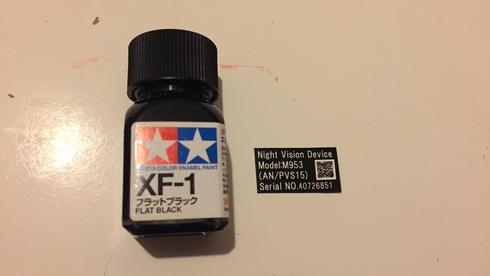 TAMIYA COLOR ENAMEL PAINT
XF-1
フラットブラック
FLAT BLACK
Night Vision Device
Model:M953
(AN/PVS15)
Serial NO.40726851